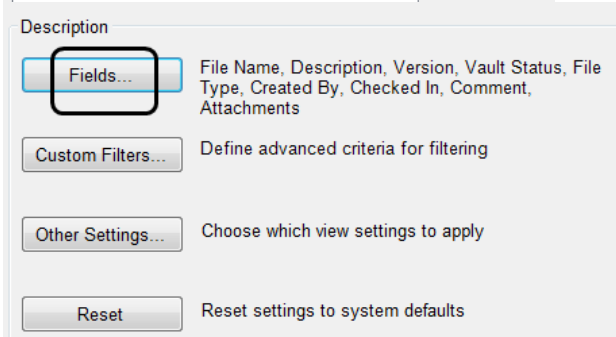 Description
Fields...
File Name, Description, Version, Vault Status, File
Type, Created By, Checked In, Comment,
Attachments
Custom Filters...
Define advanced criteria for filtering
Other Settings...
Choose which view settings to apply
Reset
Reset settings to system defaults